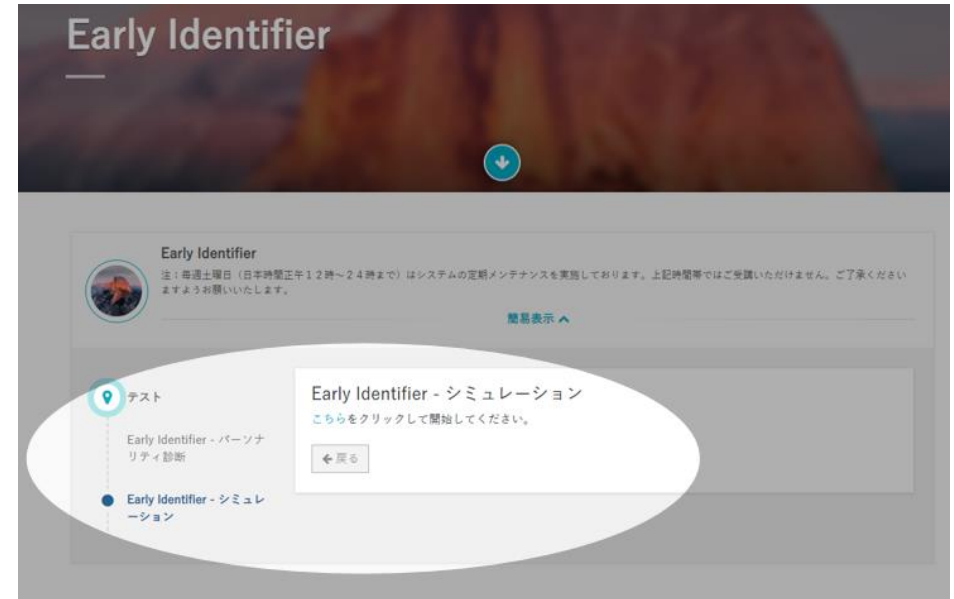 Early Identifier
Early Identifier
注：毎週土曜日（日本時間正午１２時～２４時まで）はシステムの定期メンテナンスを実施しております。上記時間帯ではご受講いただけません。ご了承ください
ますようお願いいたします。
簡易表示
テスト
Early Identifier - シミュレーション
こちらをクリックして開始してください。
Early Identifier - パーソナ
リティ診断
戻る
Early Identifier - シミュレ
ーション